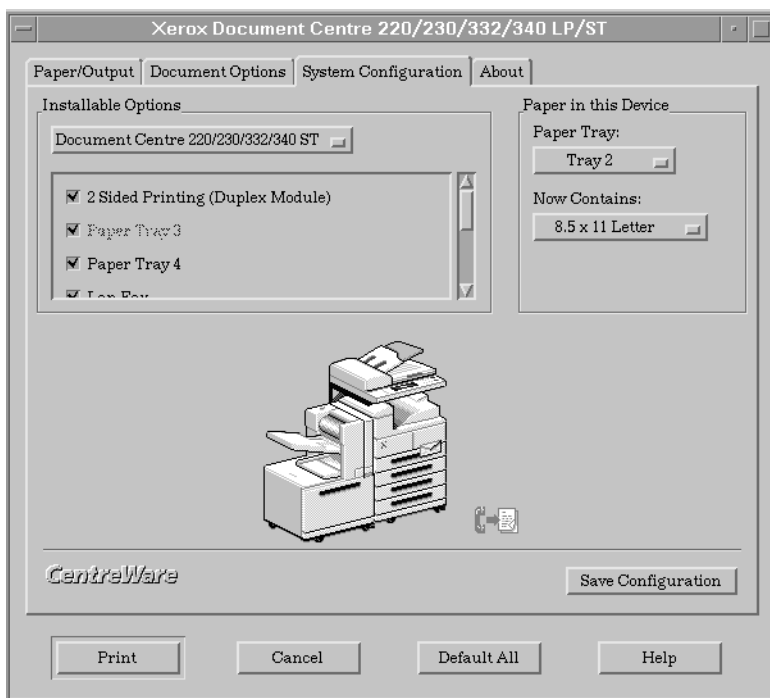 Xerox Document Centre 220/230/332/340 LP/ST
Paper/Output Document Options System Configuration About
Installable Options
Document Centre 220/230/332/340 ST
2 Sided Printing (Duplex Module)
Paper Tray 3
Paper Tray 4
Paper in this Device
Paper Tray:
Tray 2
Now Contains:
8.5 x 11 Letter
CentreWare
Save Configuration
Print Cancel Default All Help